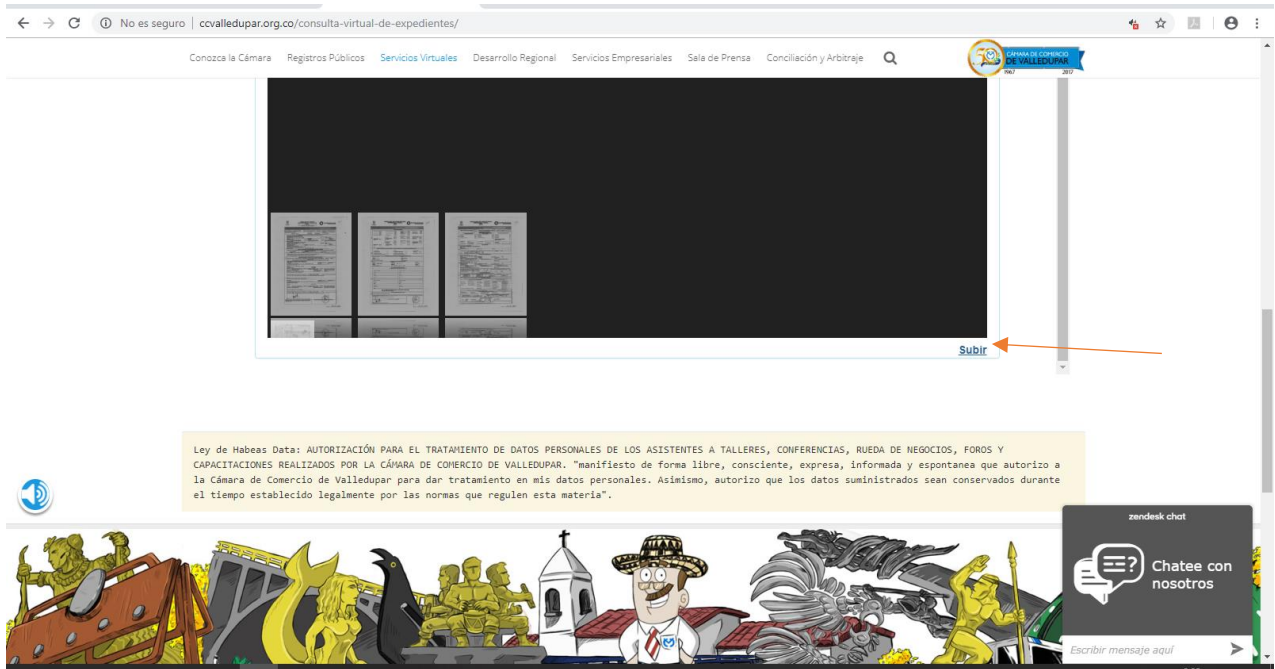 No es seguro | ccvalledupar.org.co/consulta-virtual-de-expedientes/
Conozca la Cámara Registros Públicos Servicios Virtuales Desarrollo Regional Servicios Empresariales Sala de Prensa Conciliación y Arbitraje
50
CÁMARA DE COMERCIO
DE VALLEDUPAR
1967 2017
Subir
Ley de Habeas Data: AUTORIZACIÓN PARA EL TRATAMIENTO DE DATOS PERSONALES DE LOS ASISTENTES A TALLERES, CONFERENCIAS, RUEDA DE NEGOCIOS, FOROS Y
CAPACITACIONES REALIZADOS POR LA CÁMARA DE COMERCIO DE VALLEDUPAR. "manifiesto de forma libre, consciente, expresa, informada y espontanea que autorizo a
la Cámara de Comercio de Valledupar para dar tratamiento en mis datos personales. Asimismo, autorizo que los datos suministrados sean conservados durante
el tiempo establecido legalmente por las normas que regulen esta materia".
zendesk chat
Chatee con
nosotros
Escribir mensaje aquí